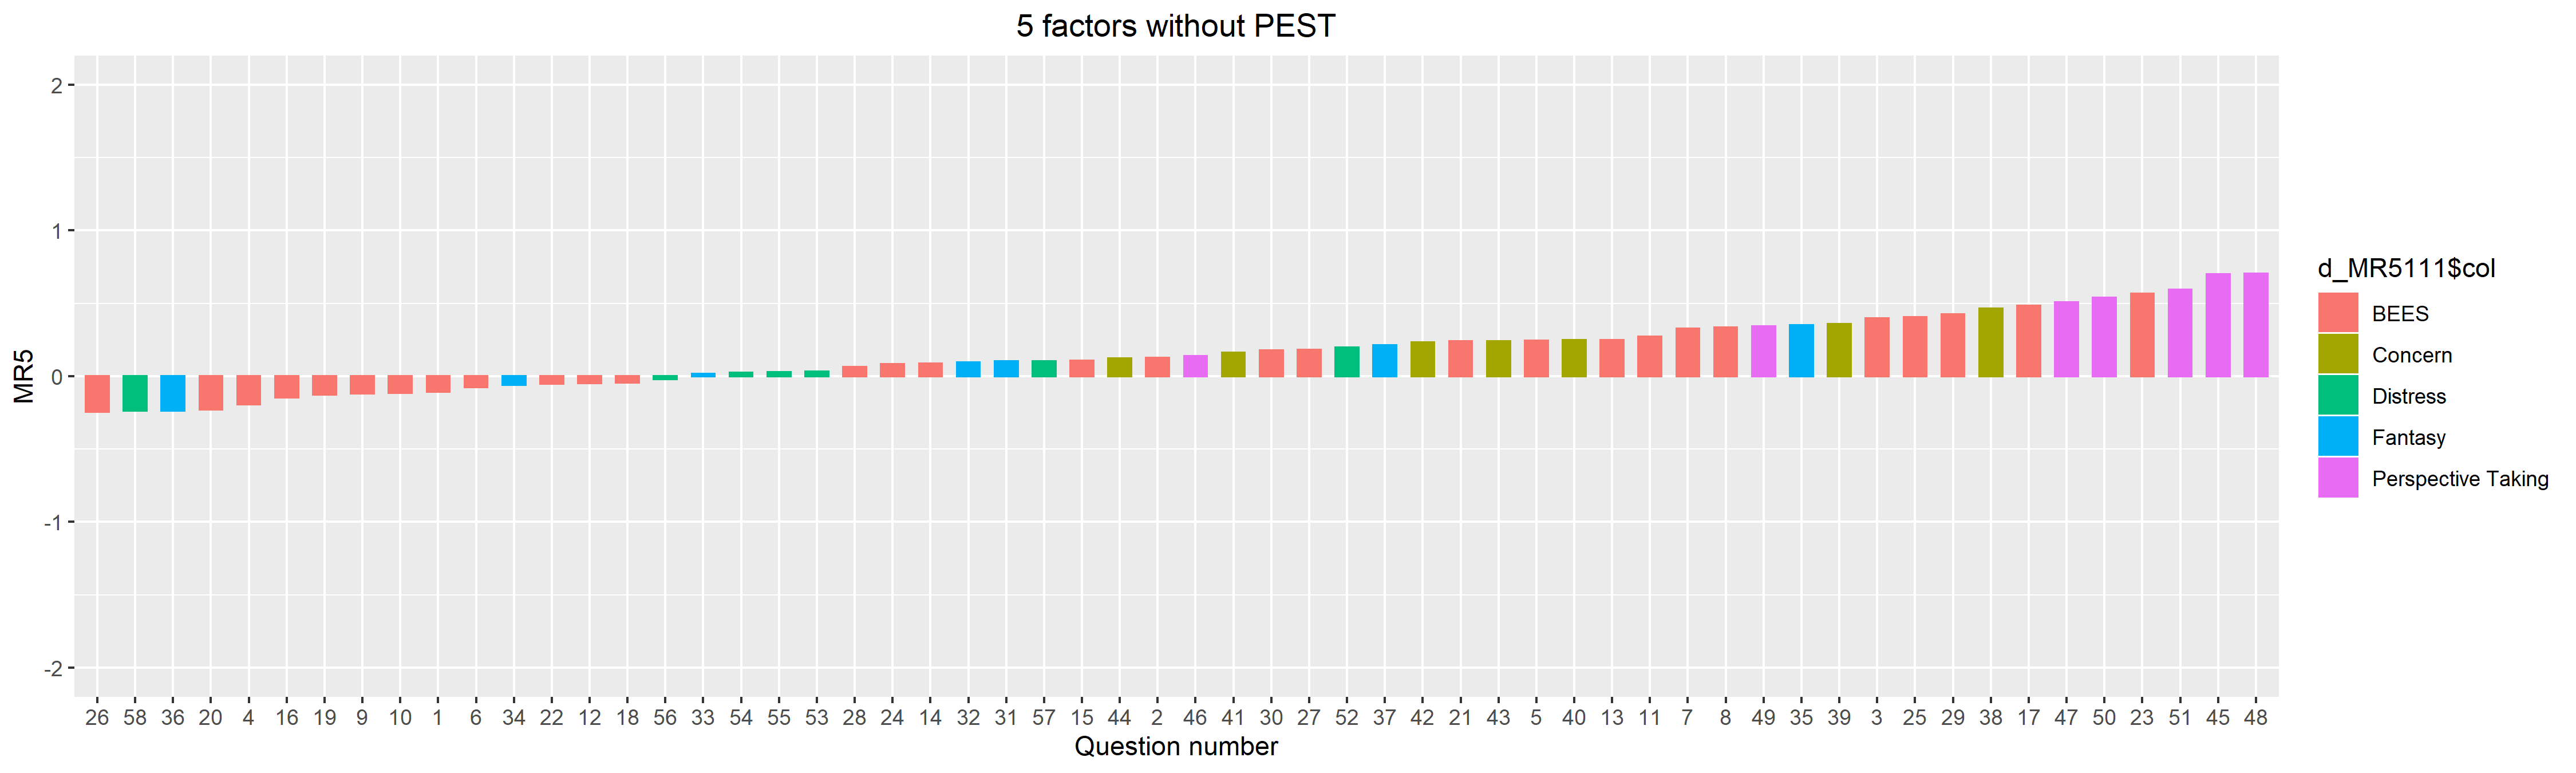 5 factors without PEST
2
1
0
-1
-2
MR5
26 58 36 20 4 16 19 9 10 1 6 34 22 12 18 56 33 54 55 53 28 24 14 32 31 57 15 44 2 46 41 30 27 52 37 42 21 43 5 40 13 11 7 8 49 35 39 3 25 29 38 17 47 50 23 51 45 48
Question number
d_MR5111$col
BEES
Concern
Distress
Fantasy
Perspective Taking